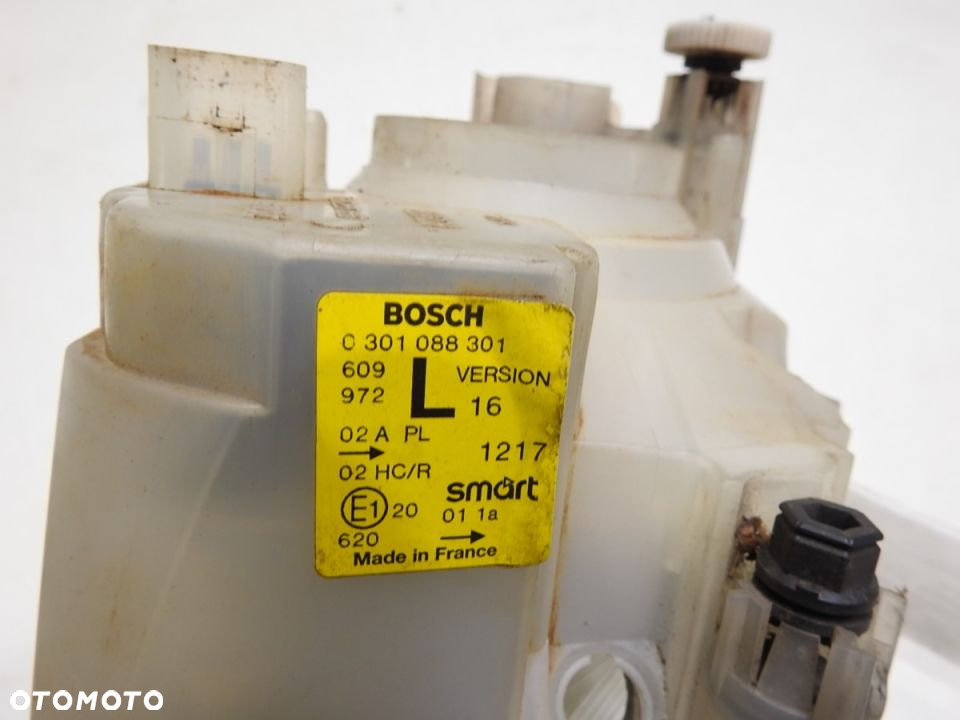 BOSCH
0 301 088 301
609
972
L
VERSION
16
02 A PL
1217
02 HC/R
smart
E1 20
01 1a
620
Made in France
OTOMOTO